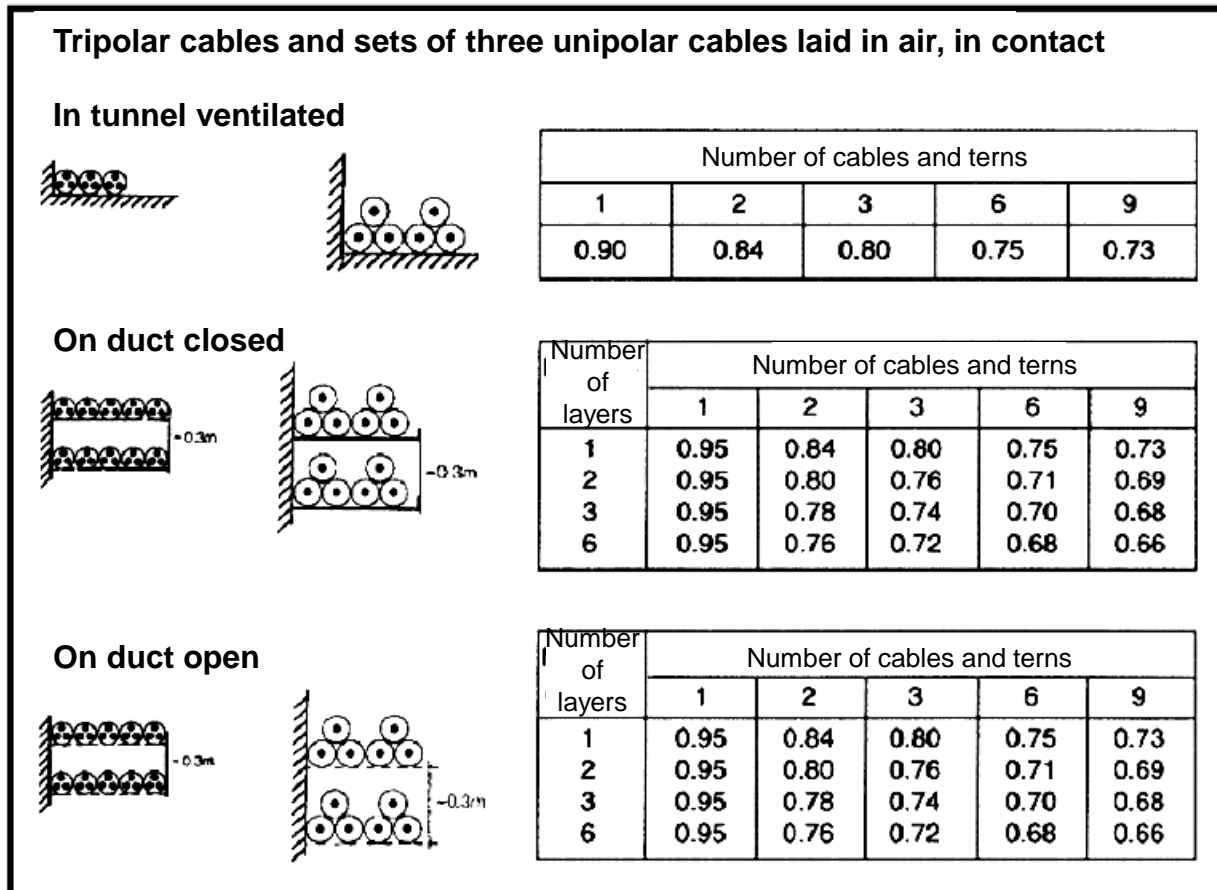 Tripolar cables and sets of three unipolar cables laid in air, in contact
In tunnel ventilated
Number of cables and terns
1 2 3 6 9
0.90 0.84 0.80 0.75 0.73
On duct closed
~0.3m
~0.3m
Number of layers
Number of cables and terns
1 2 3 6 9
1 0.95 0.84 0.80 0.75 0.73
2 0.95 0.80 0.76 0.71 0.69
3 0.95 0.78 0.74 0.70 0.68
6 0.95 0.76 0.72 0.68 0.66
On duct open
~0.3m
~0.3m
Number of layers
Number of cables and terns
1 2 3 6 9
1 0.95 0.84 0.80 0.75 0.73
2 0.95 0.80 0.76 0.71 0.69
3 0.95 0.78 0.74 0.70 0.68
6 0.95 0.76 0.72 0.68 0.66